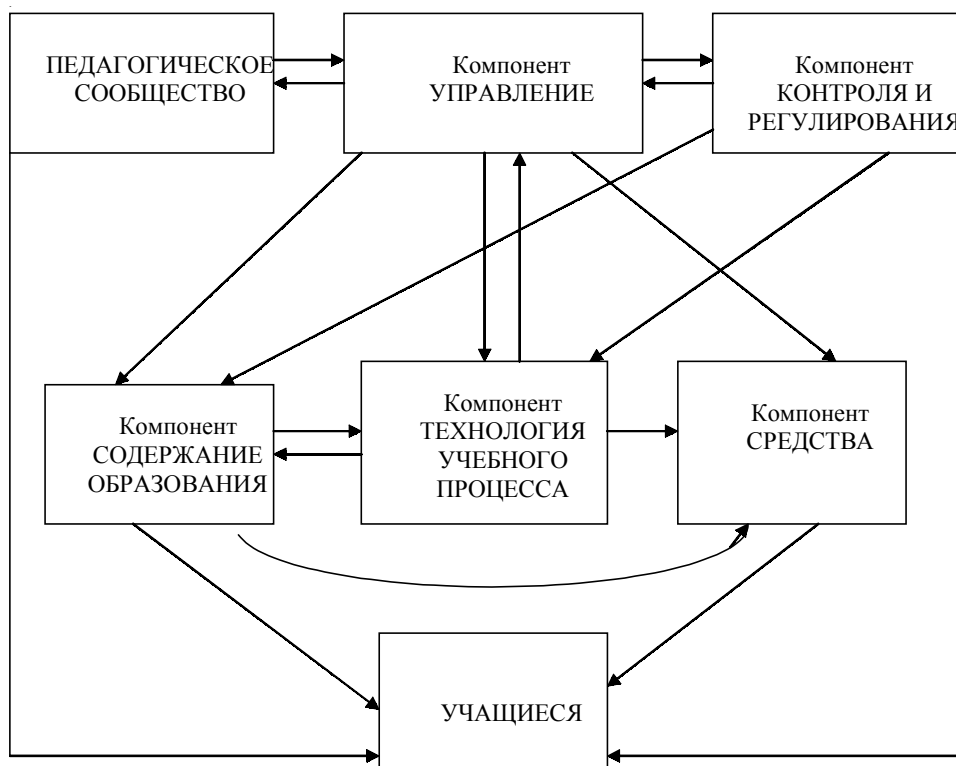 ПЕДАГОГИЧЕСКОЕ
СООБЩЕСТВО
Компонент
УПРАВЛЕНИЕ
Компонент
КОНТРОЛЯ И
РЕГУЛИРОВАНИЯ
Компонент
СОДЕРЖАНИЕ
ОБРАЗОВАНИЯ
Компонент
ТЕХНОЛОГИЯ
УЧЕБНОГО
ПРОЦЕССА
Компонент
СРЕДСТВА
УЧАЩИЕСЯ